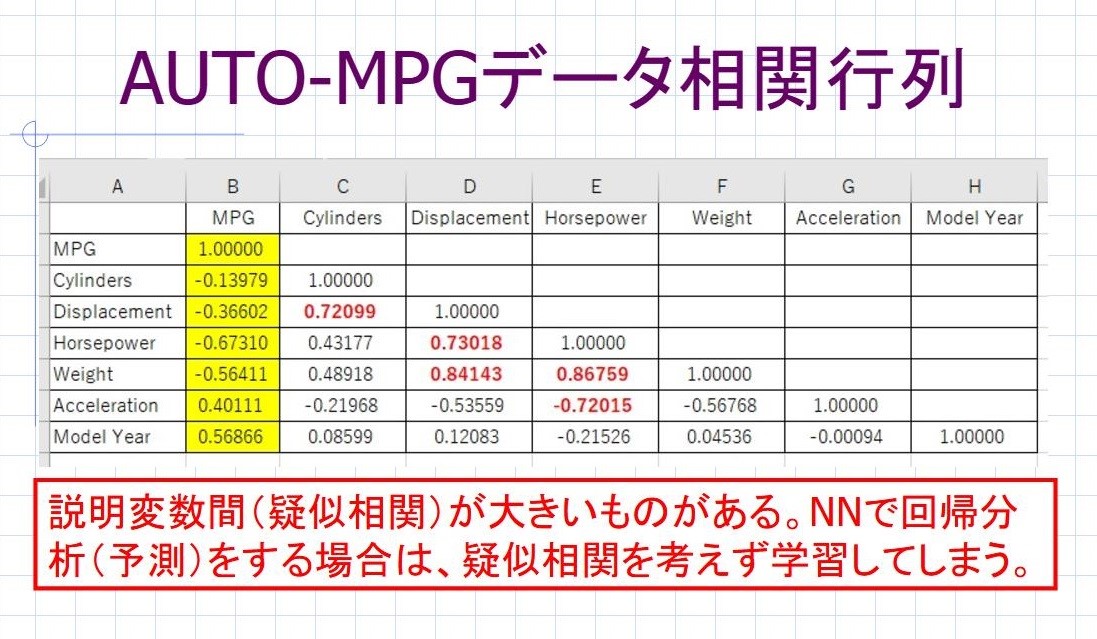 AUTO-MPGデータ相関行列
A B C D E F G H
MPG Cylinders Displacement Horsepower Weight Acceleration Model Year
MPG 1.00000
Cylinders -0.13979 1.00000
Displacement -0.36602 0.72099 1.00000
Horsepower -0.67310 0.43177 0.73018 1.00000
Weight -0.56411 0.48918 0.84143 0.86759 1.00000
Acceleration 0.40111 -0.21968 -0.53559 -0.72015 -0.56768 1.00000
Model Year 0.56866 0.08599 0.12083 -0.21526 0.04536 -0.00094 1.00000
説明変数間（疑似相関）が大きいものがある。NNで回帰分
析（予測）をする場合は、疑似相関を考えず学習してしまう。